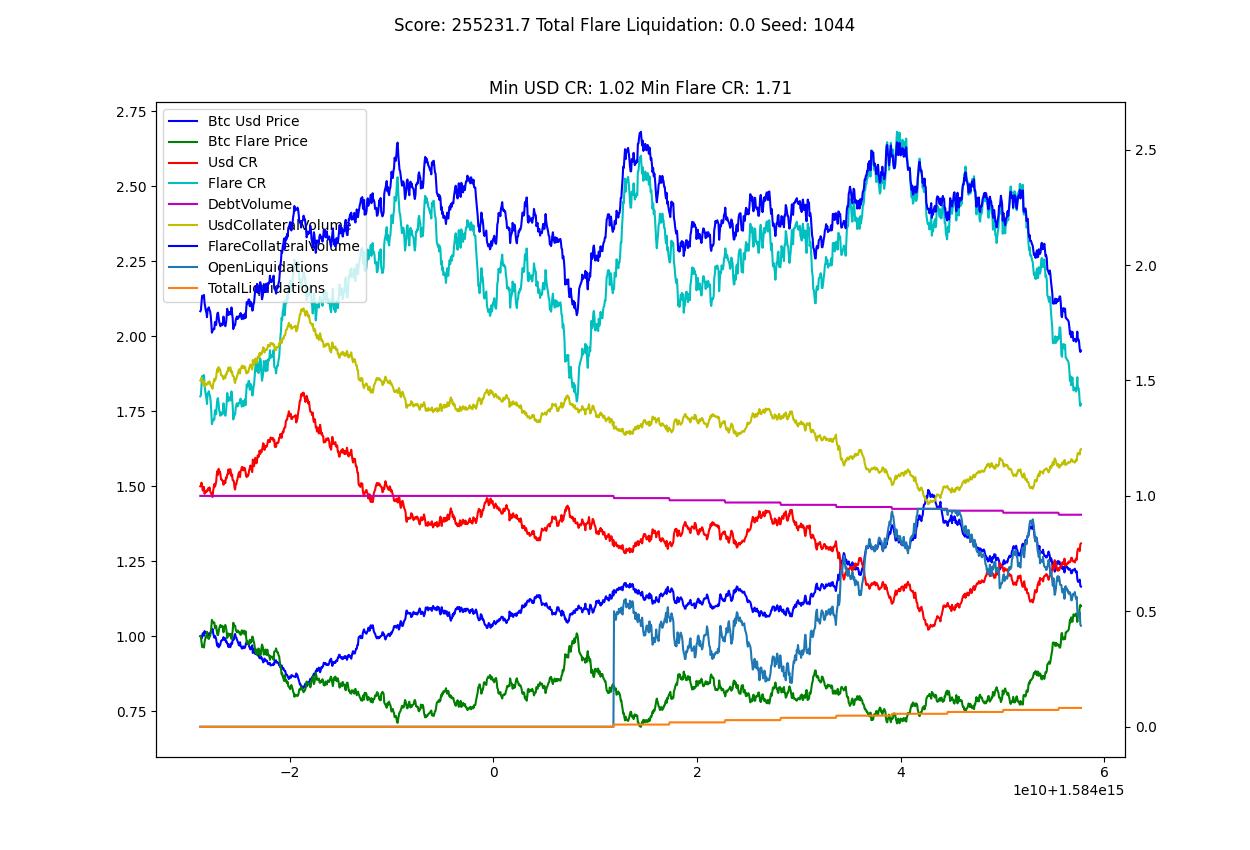 Score: 255231.7 Total Flare Liquidation: 0.0 Seed: 1044
Min USD CR: 1.02 Min Flare CR: 1.71
Btc Usd Price
Btc Flare Price
Usd CR
Flare CR
DebtVolume
UsdCollateralVolume
FlareCollateralVolume
OpenLiquidations
TotalLiquidations
2.75
2.50
2.25
2.00
1.75
1.50
1.25
1.00
0.75
2.5
2.0
1.5
1.0
0.5
0.0
−2
0
2
4
6
1e10+1.584e15